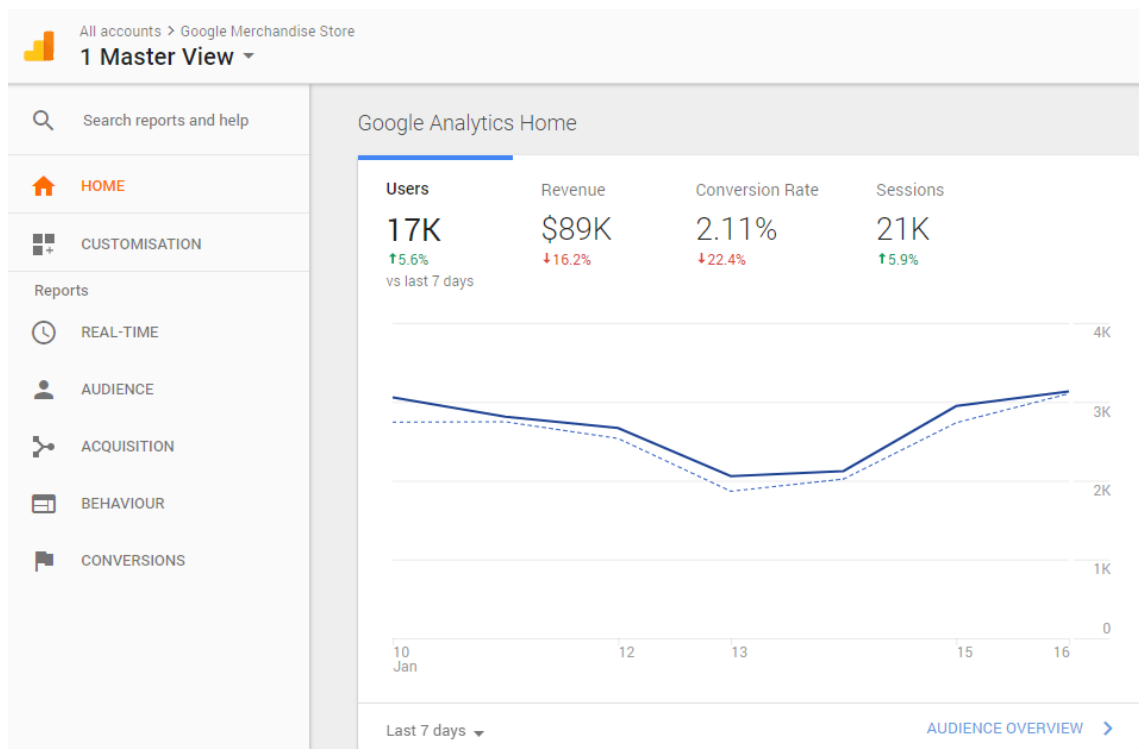 All accounts > Google Merchandise Store
1 Master View
Search reports and help
HOME
CUSTOMISATION
Reports
REAL-TIME
AUDIENCE
ACQUISITION
BEHAVIOUR
CONVERSIONS
Google Analytics Home
Users Revenue Conversion Rate Sessions
17K $89K 2.11% 21K
↑5.6% ↓16.2% ↓22.4% ↑5.9%
vs last 7 days
4K
3K
2K
1K
0
10 12 13 15 16
Jan
Last 7 days AUDIENCE OVERVIEW >